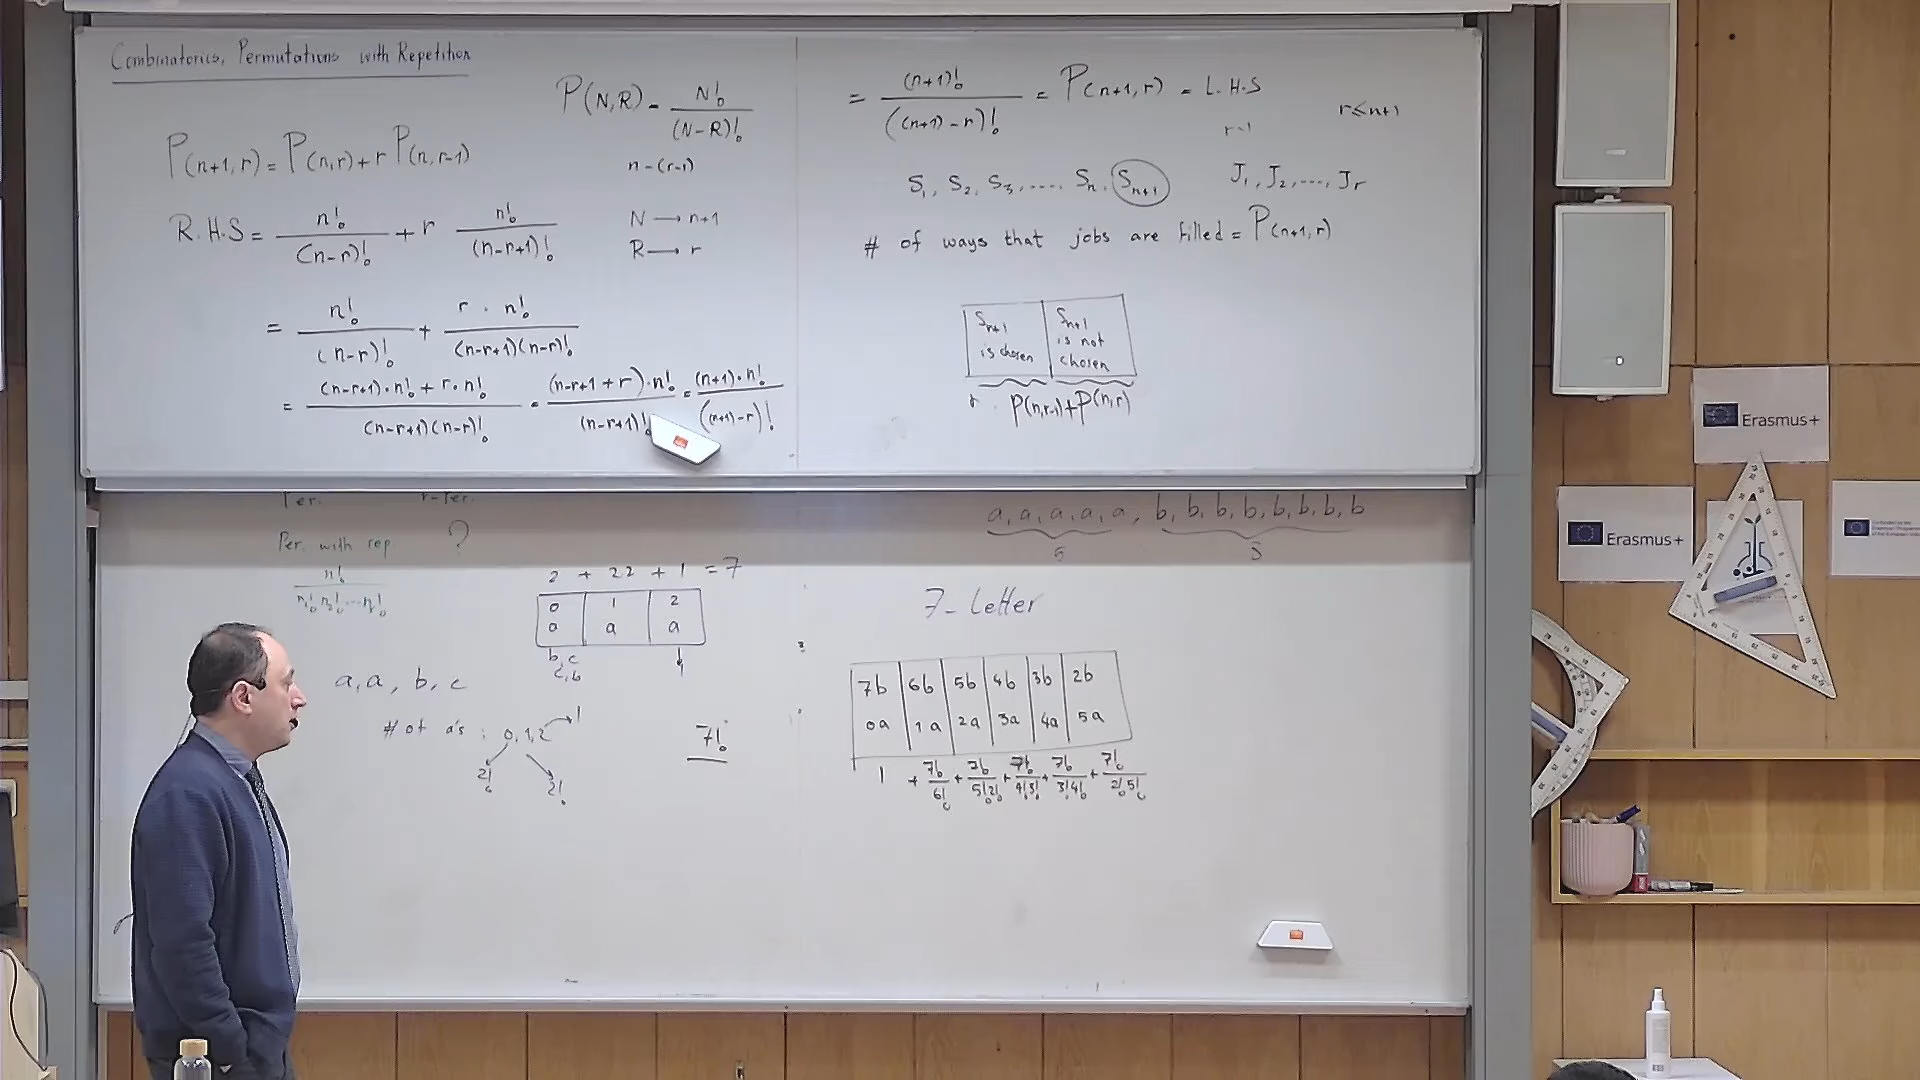 Combinatorics, Permutations with Repetition
P(N,R) = N! / (N-R)!
P(n+1,r) = P(n,r) + r P(n,r-1)
n-(r-1)
R.H.S = n! / (n-r)! + r n! / (n-r+1)!
N → n+1
R → r
= n! / (n-r)! + r · n! / (n-r+1)(n-r)!
= (n-r+1)·n! + r·n! / (n-r+1)(n-r)! = (n-r+1+r)·n! / (n-r+1)! = (n+1)·n! / ((n+1)-r)!
= (n+1)! / ((n+1)-r)! = P(n+1,r) = L.H.S
r≤n+1
r-1
S1, S2, S3, ...., Sn, Sn+1
J1, J2, ...., Jr
# of ways that jobs are filled = P(n+1,r)
Sn+1 is chosen
Sn+1 is not chosen
r · P(n,r-1) + P(n,r)
Per. r-Per.
Per. with rep ?
n! / n1! n2! ... nr!
2 + 2 + 1 = 7
0 1 2
a a
b,c
c,b
a,a, b, c
# of a's : 0,1,2
1
2! 2!
7!
a, a, a, a, a, b, b, b, b, b, b, b, b
7- Letter
7b 6b 5b 4b 3b 2b
0a 1a 2a 3a 4a 5a
1 + 7! / 6! + 7! / 5!2! + 7! / 4!3! + 7! / 3!4! + 7! / 2!5!
Erasmus+
Erasmus+